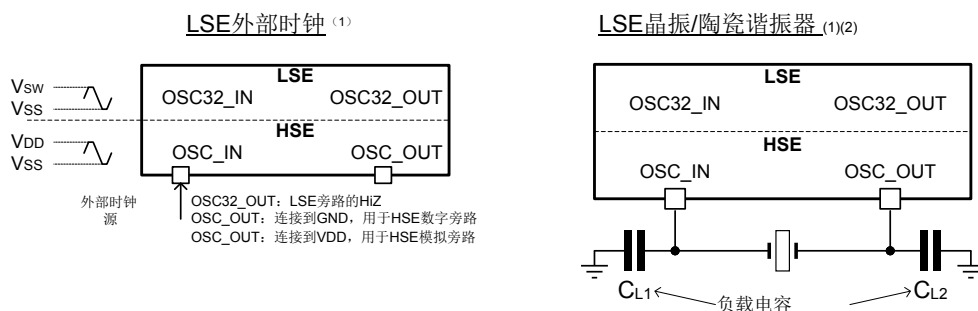 LSE外部时钟 (1)
VSW
VSS
VDD
VSS
外部时钟
源
LSE
OSC32_IN OSC32_OUT
HSE
OSC_IN OSC_OUT
OSC32_OUT：LSE旁路的HiZ
OSC_OUT：连接到GND，用于HSE数字旁路
OSC_OUT：连接到VDD，用于HSE模拟旁路
LSE晶振/陶瓷谐振器 (1)(2)
LSE
OSC32_IN OSC32_OUT
HSE
OSC_IN OSC_OUT
CL1 负载电容 CL2